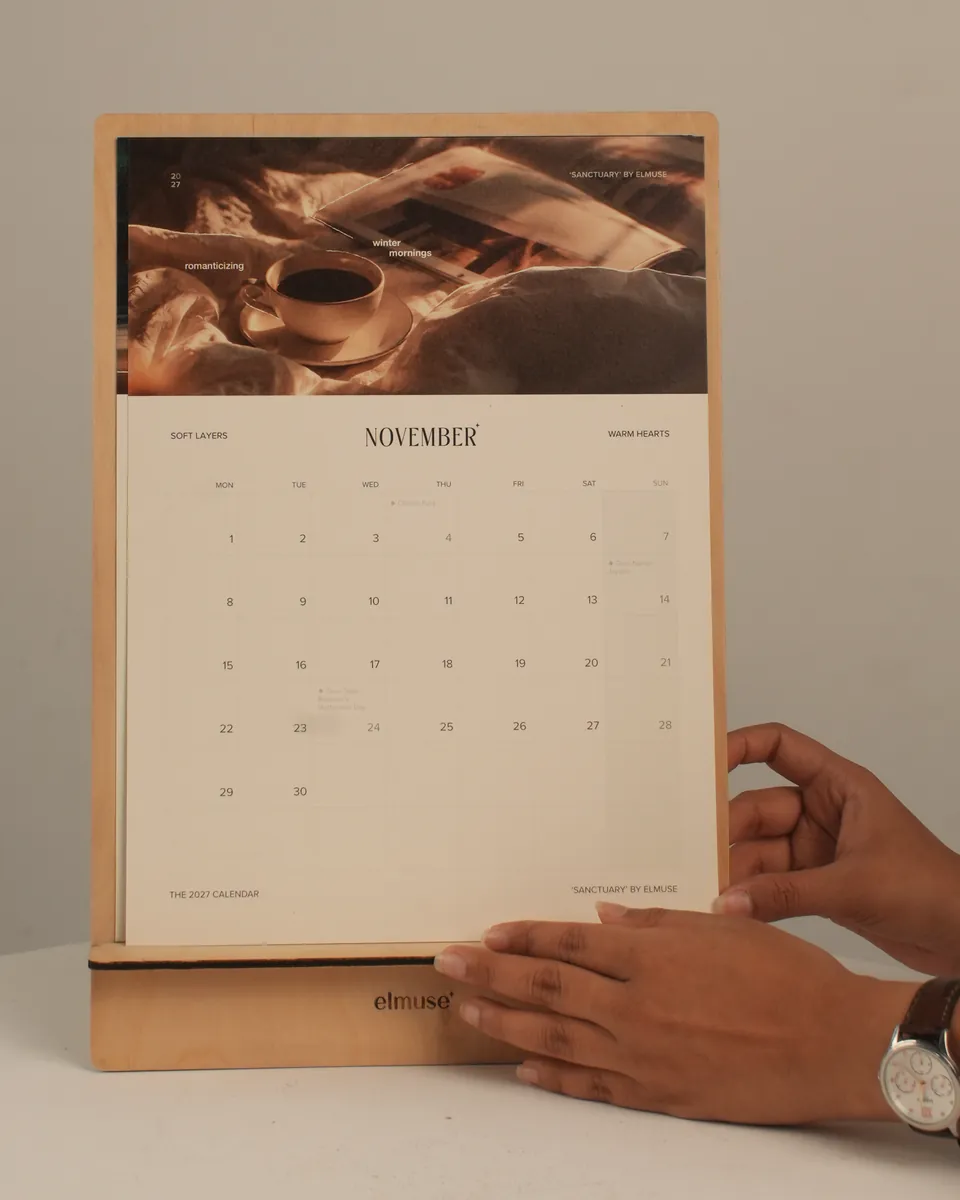 20
27
'SANCTUARY' BY ELMUSE
winter
mornings
romanticizing
SOFT LAYERS
NOVEMBER
WARM HEARTS
MON TUE WED THU FRI SAT SUN
1 2 3 4 5 6 7
8 9 10 11 12 13 14
15 16 17 18 19 20 21
22 23 24 25 26 27 28
29 30
THE 2027 CALENDAR
'SANCTUARY' BY ELMUSE
elmuse